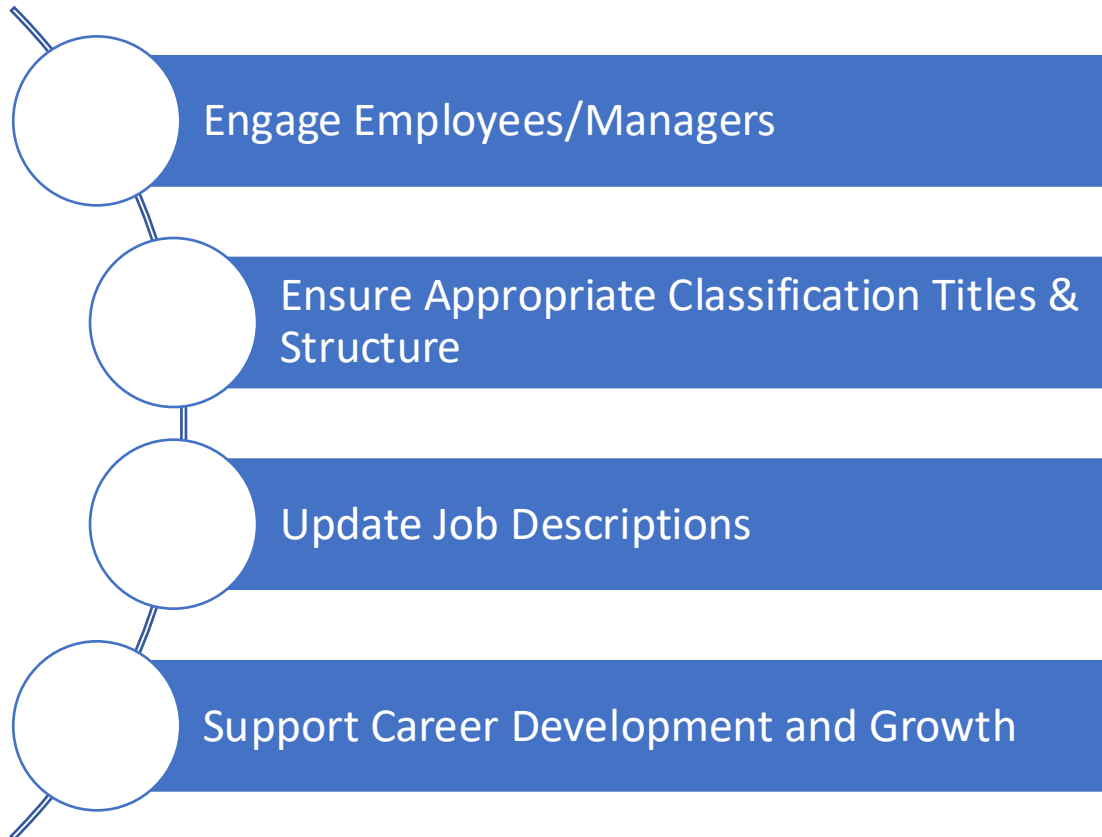 Engage Employees/Managers
Ensure Appropriate Classification Titles &
Structure
Update Job Descriptions
Support Career Development and Growth